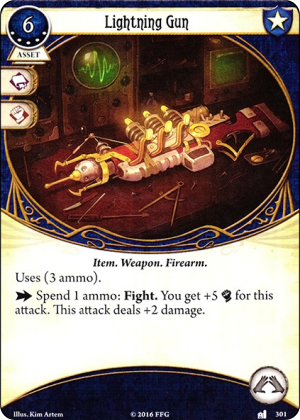 6
Lightning Gun
ASSET
Item. Weapon. Firearm.
Uses (3 ammo).
Spend 1 ammo: Fight. You get +5 for this
attack. This attack deals +2 damage.
Illus. Kim Artem
© 2016 FFG
301